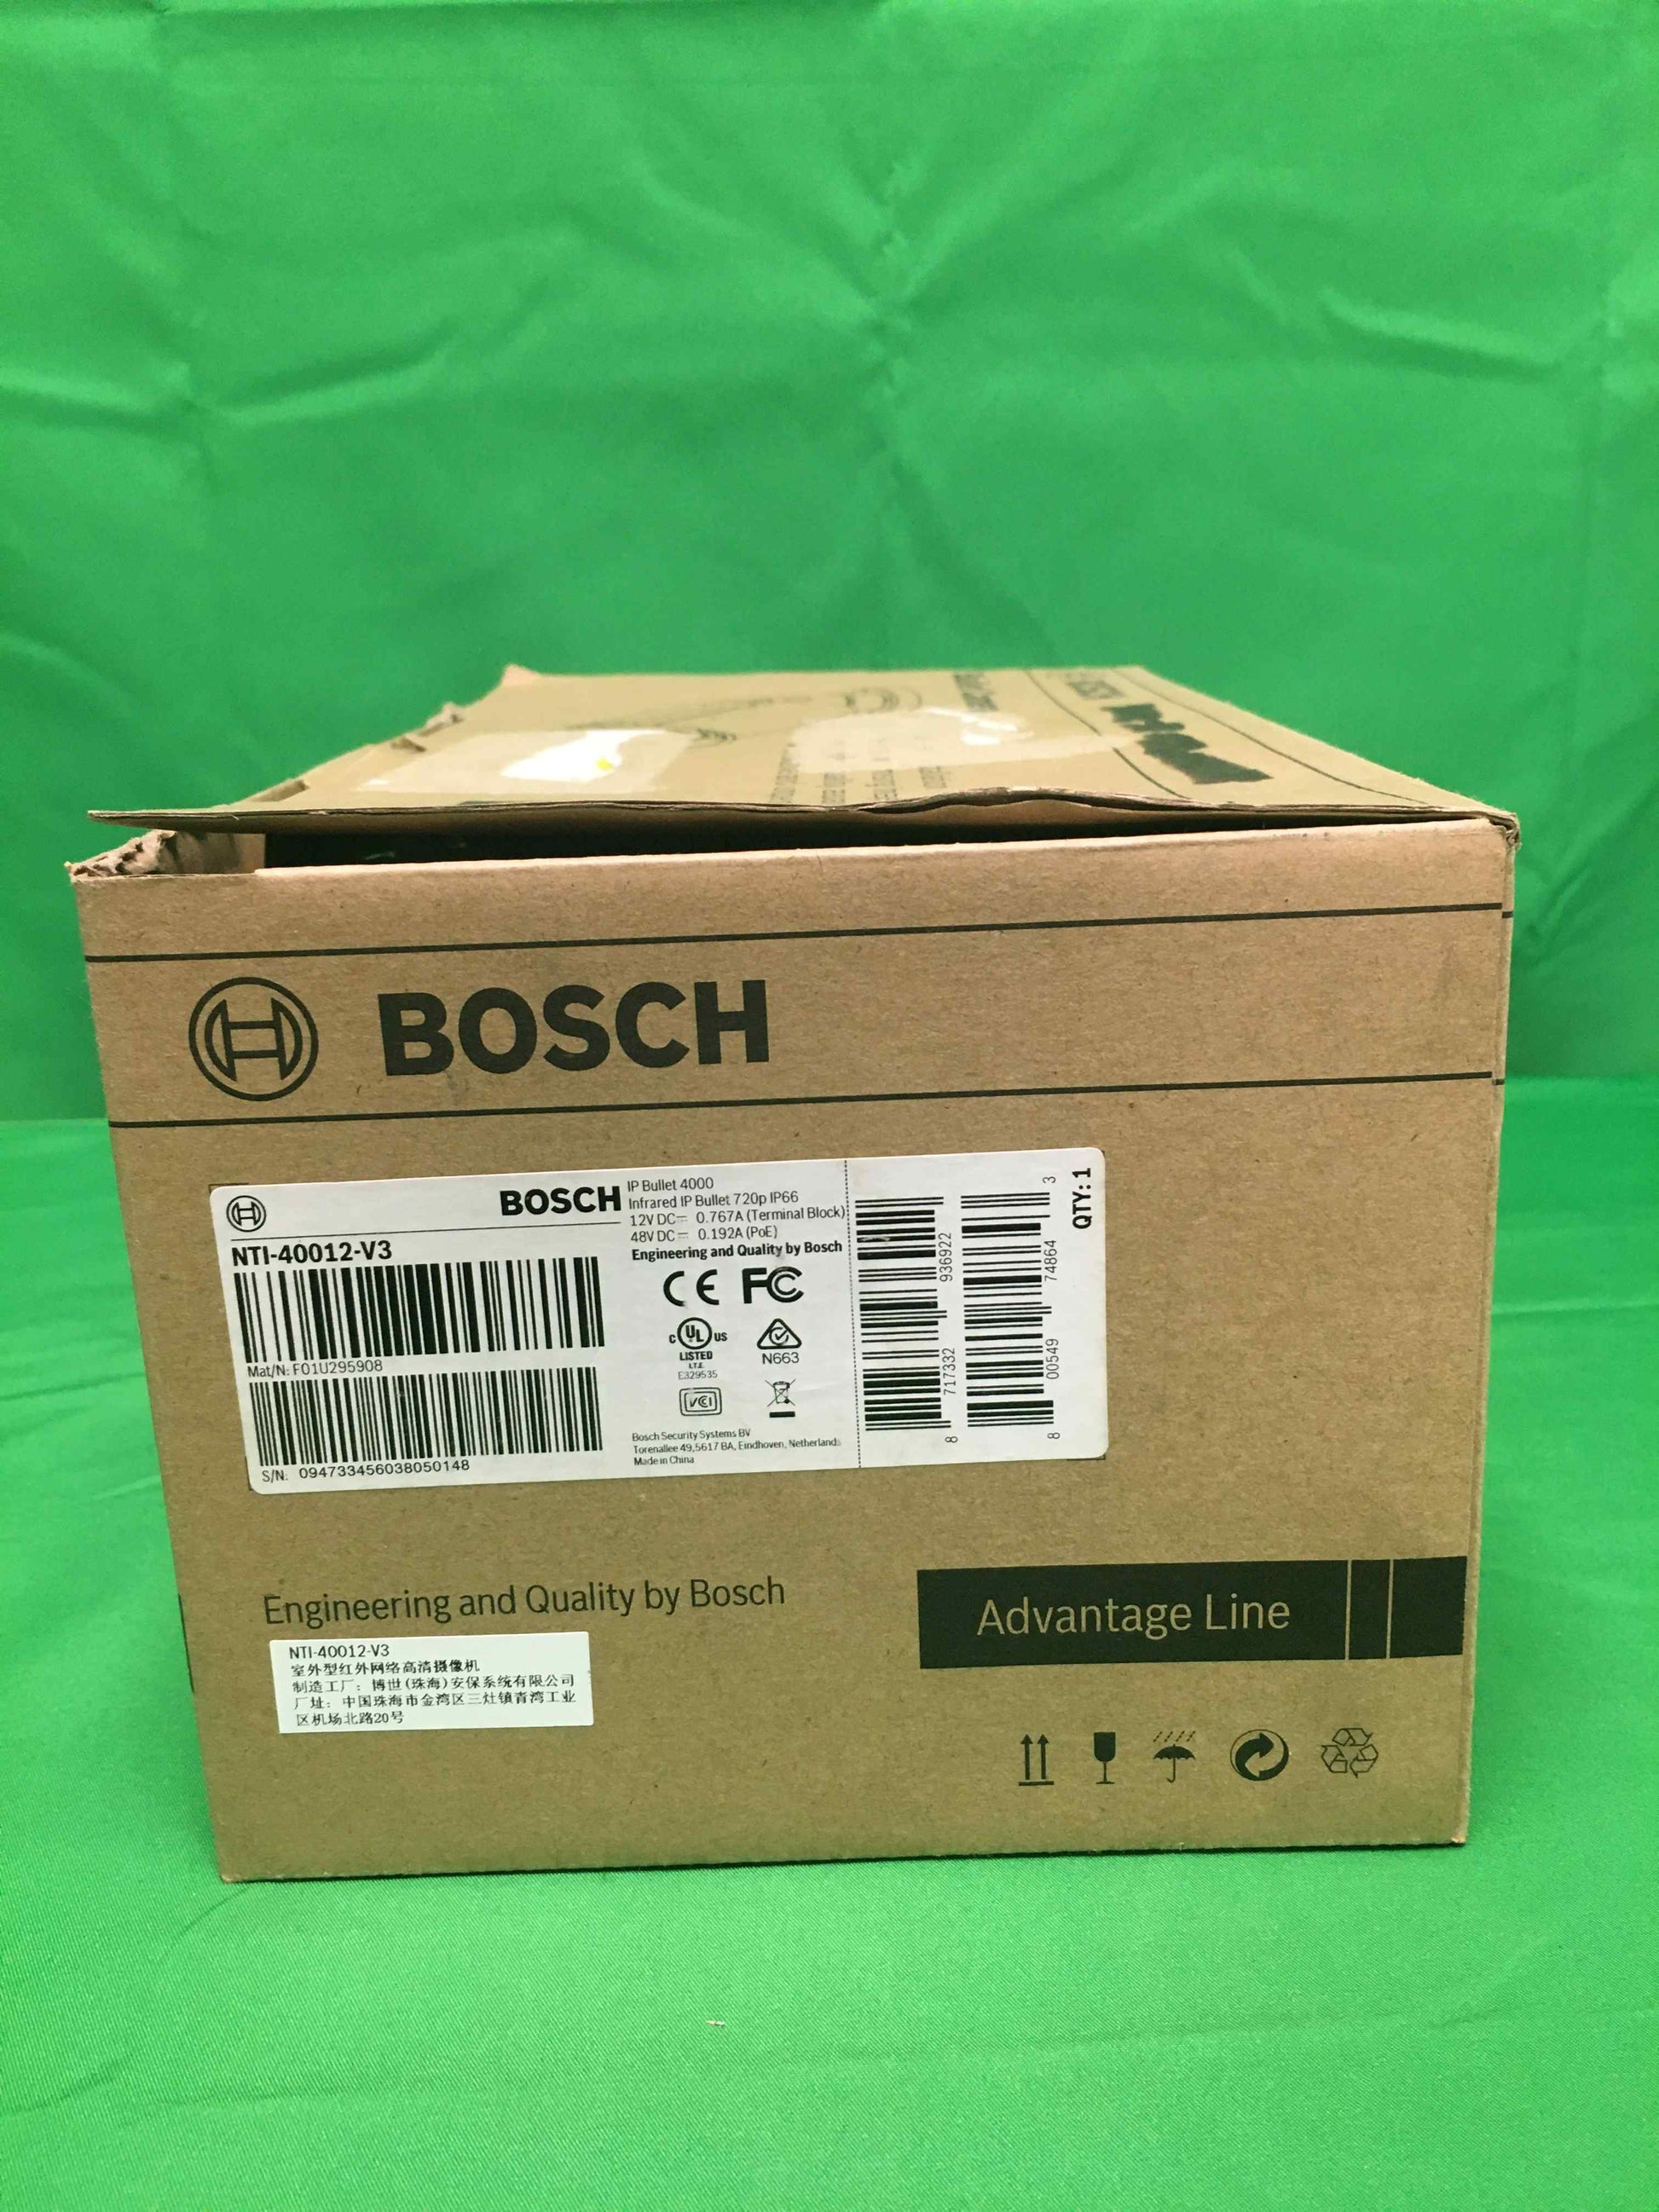 BOSCH
BOSCH
NTI-40012-V3
Mat/N: F01U295908
S/N: 094733456038050148
IP Bullet 4000
Infrared IP Bullet 720p IP66
12V DC⎓ 0.767A (Terminal Block)
48V DC⎓ 0.192A (PoE)
Engineering and Quality by Bosch
CE FC
C UL US
LISTED
I.T.E.
E329535
N663
VCCI
Bosch Security Systems BV
Torenallee 49,5617 BA, Eindhoven, Netherlands
Made in China
8 717332 936922
8 00549 74864 3
QTY: 1
Engineering and Quality by Bosch
Advantage Line
NTI-40012-V3
室外型红外网络高清摄像机
制造工厂：博世(珠海)安保系统有限公司
厂址：中国珠海市金湾区三灶镇青湾工业
区机场北路20号